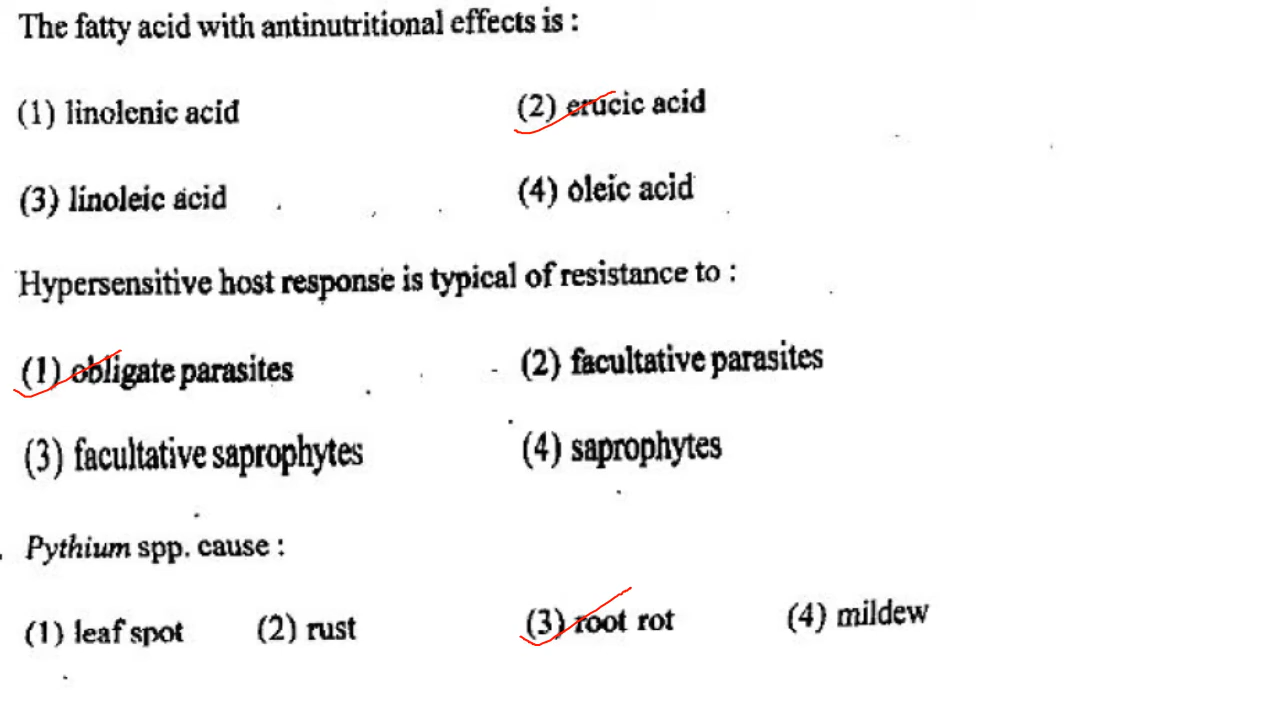 The fatty acid with antinutritional effects is :
(1) linolenic acid (2) erucic acid
(3) linoleic acid (4) oleic acid
Hypersensitive host response is typical of resistance to :
(1) obligate parasites (2) facultative parasites
(3) facultative saprophytes (4) saprophytes
Pythium spp. cause :
(1) leaf spot (2) rust (3) root rot (4) mildew